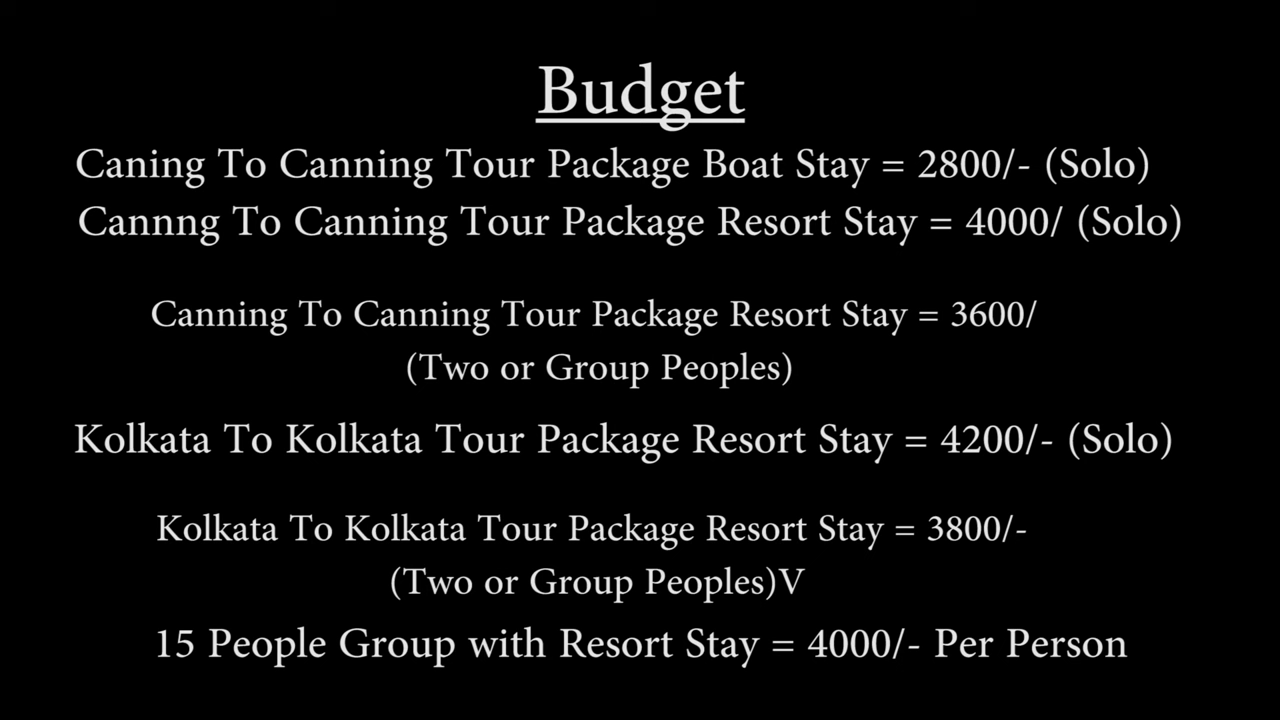 Budget
Caning To Canning Tour Package Boat Stay = 2800/- (Solo)
Cannng To Canning Tour Package Resort Stay = 4000/ (Solo)
Canning To Canning Tour Package Resort Stay = 3600/
(Two or Group Peoples)
Kolkata To Kolkata Tour Package Resort Stay = 4200/- (Solo)
Kolkata To Kolkata Tour Package Resort Stay = 3800/-
(Two or Group Peoples)V
15 People Group with Resort Stay = 4000/- Per Person